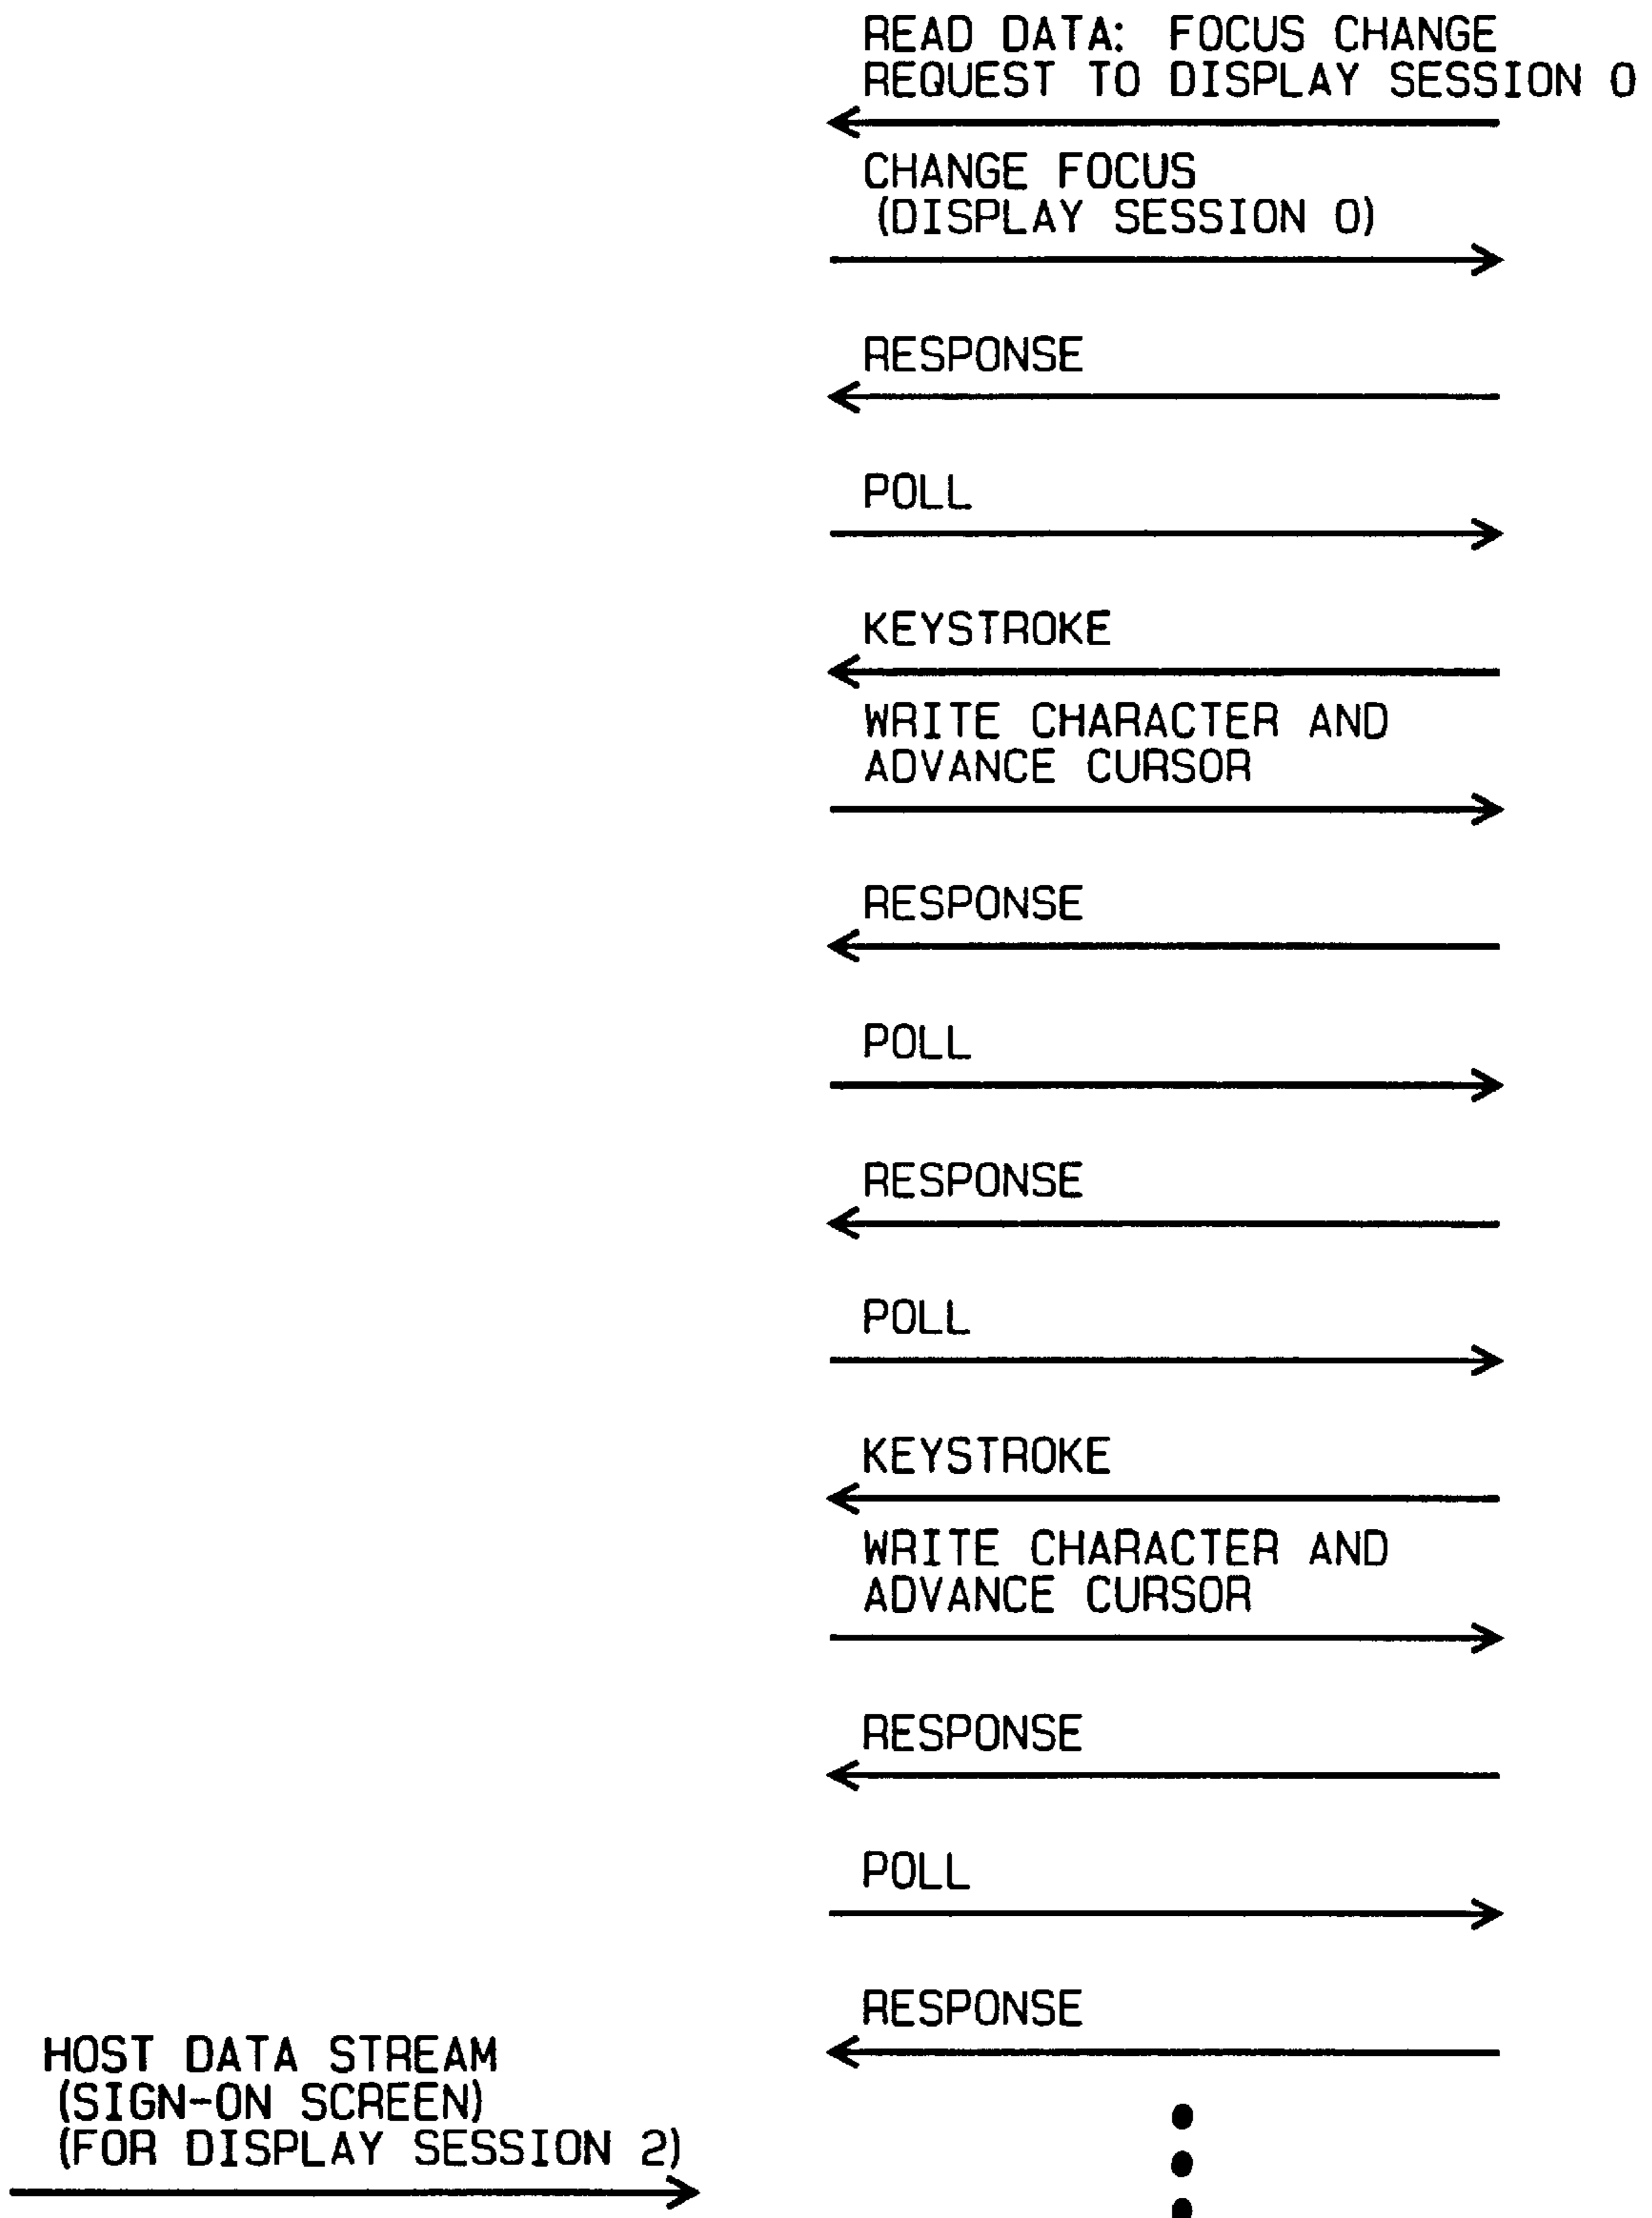 READ DATA: FOCUS CHANGE
REQUEST TO DISPLAY SESSION 0
CHANGE FOCUS
(DISPLAY SESSION 0)
RESPONSE
POLL
KEYSTROKE
WRITE CHARACTER AND
ADVANCE CURSOR
RESPONSE
POLL
RESPONSE
POLL
KEYSTROKE
WRITE CHARACTER AND
ADVANCE CURSOR
RESPONSE
POLL
RESPONSE
HOST DATA STREAM
(SIGN-ON SCREEN)
(FOR DISPLAY SESSION 2)